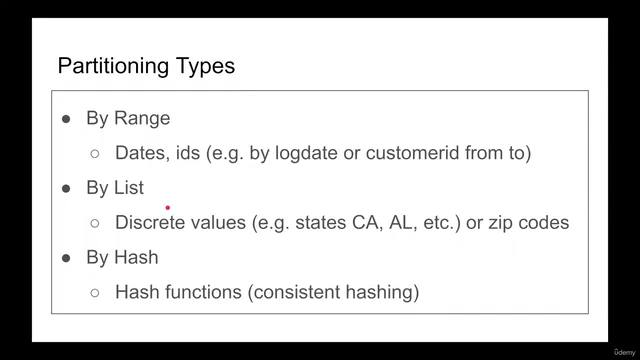 Partitioning Types
● By Range
○ Dates, ids (e.g. by logdate or customerid from to)
● By List
○ Discrete values (e.g. states CA, AL, etc.) or zip codes
● By Hash
○ Hash functions (consistent hashing)
ûdemy